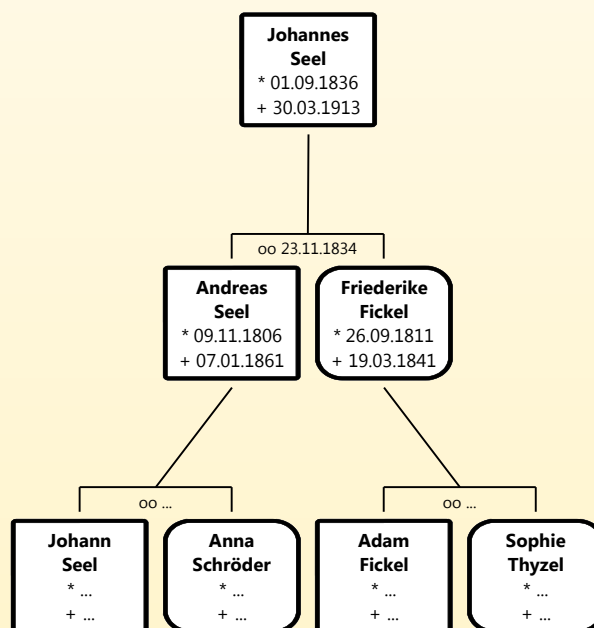 Johannes
Seel
* 01.09.1836
+ 30.03.1913
oo 23.11.1834
Andreas
Seel
* 09.11.1806
+ 07.01.1861
Friederike
Fickel
* 26.09.1811
+ 19.03.1841
oo ...
oo ...
Johann
Seel
* ...
+ ...
Anna
Schröder
* ...
+ ...
Adam
Fickel
* ...
+ ...
Sophie
Thyzel
* ...
+ ...